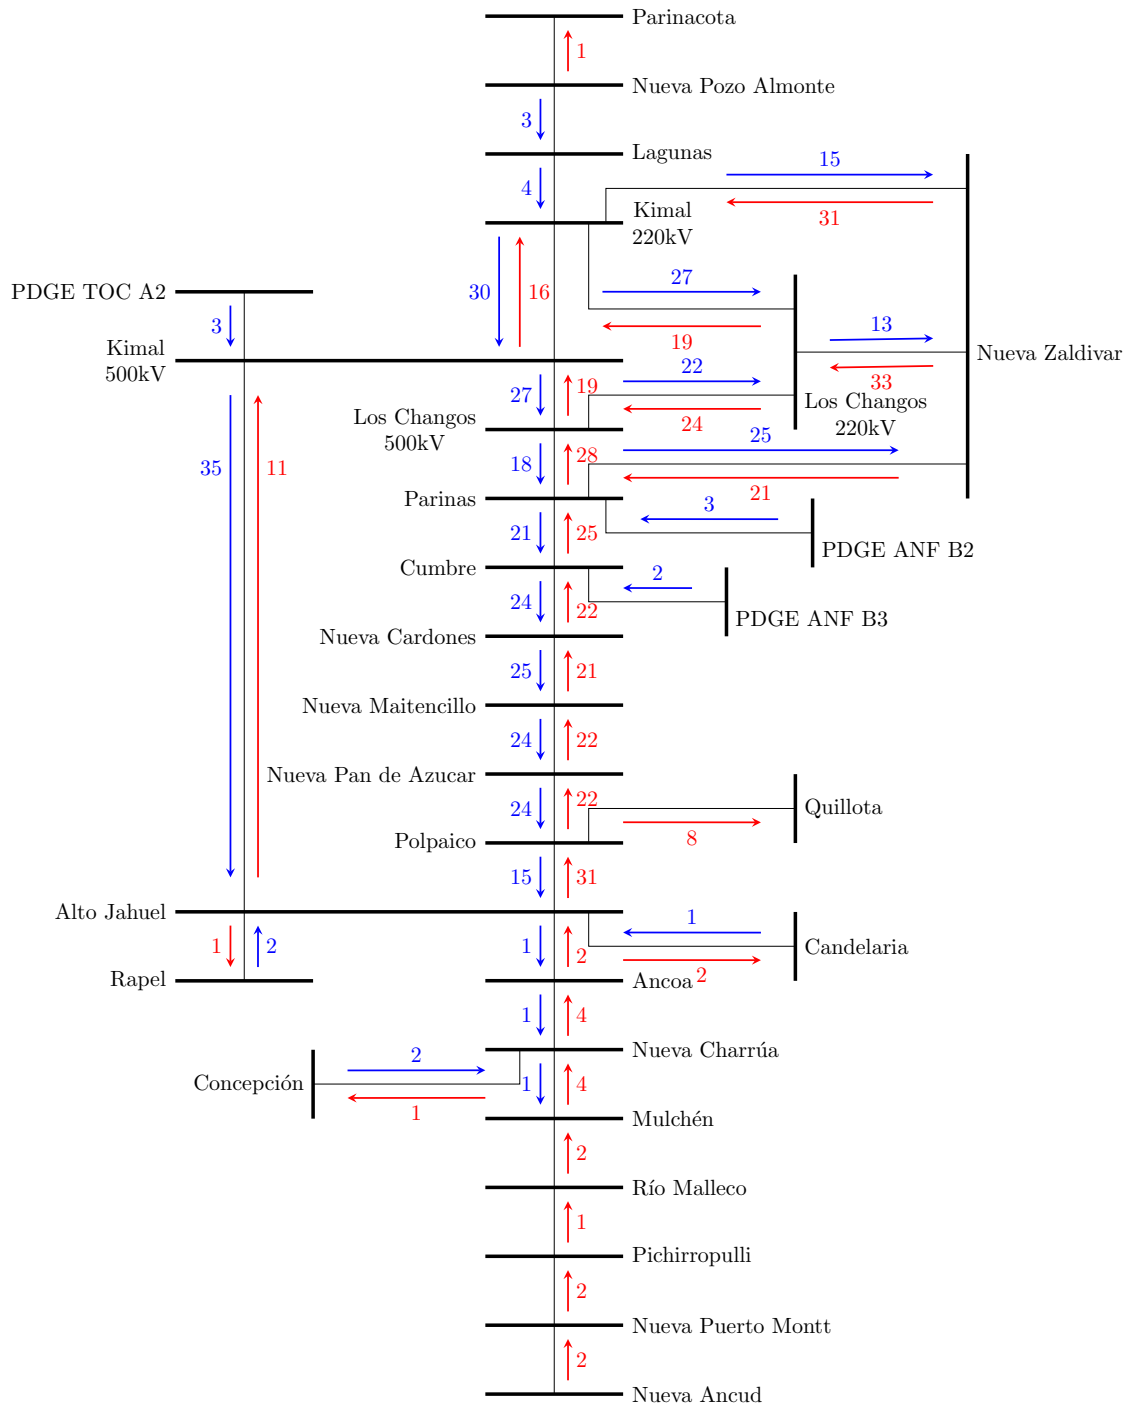 Parinacota
1
Nueva Pozo Almonte
3
Lagunas
15
4
Kimal
220kV
31
27
PDGE TOC A2
30
16
3
13
19
Kimal
500kV
Nueva Zaldivar
33
22
27
19
Los Changos
220kV
Los Changos
500kV
24
25
35
11
18
28
21
Parinas
3
21
25
PDGE ANF B2
Cumbre
2
24
22
PDGE ANF B3
Nueva Cardones
25
21
Nueva Maitencillo
24
22
Nueva Pan de Azucar
24
22
Quillota
8
Polpaico
15
31
Alto Jahuel
1
1
2
1
2
Candelaria
2
Rapel
Ancoa
1
4
Nueva Charrúa
2
Concepción
1
4
1
Mulchén
2
Río Malleco
1
Pichirropulli
2
Nueva Puerto Montt
2
Nueva Ancud